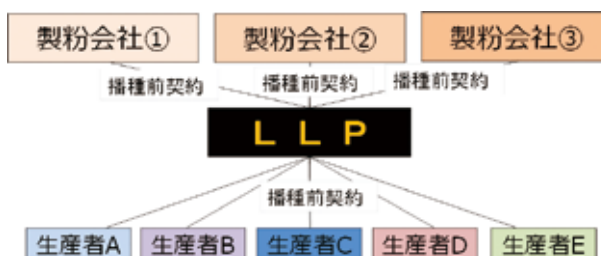 製粉会社① 製粉会社② 製粉会社③
播種前契約 播種前契約 播種前契約
ＬＬＰ
播種前契約
生産者A 生産者B 生産者C 生産者D 生産者E